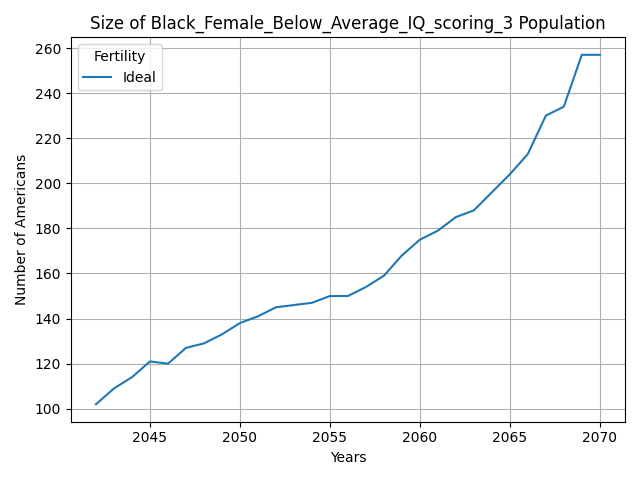 Size of Black_Female_Below_Average_IQ_scoring_3 Population
Fertility
Ideal
Number of Americans
260
240
220
200
180
160
140
120
100
2045 2050 2055 2060 2065 2070
Years